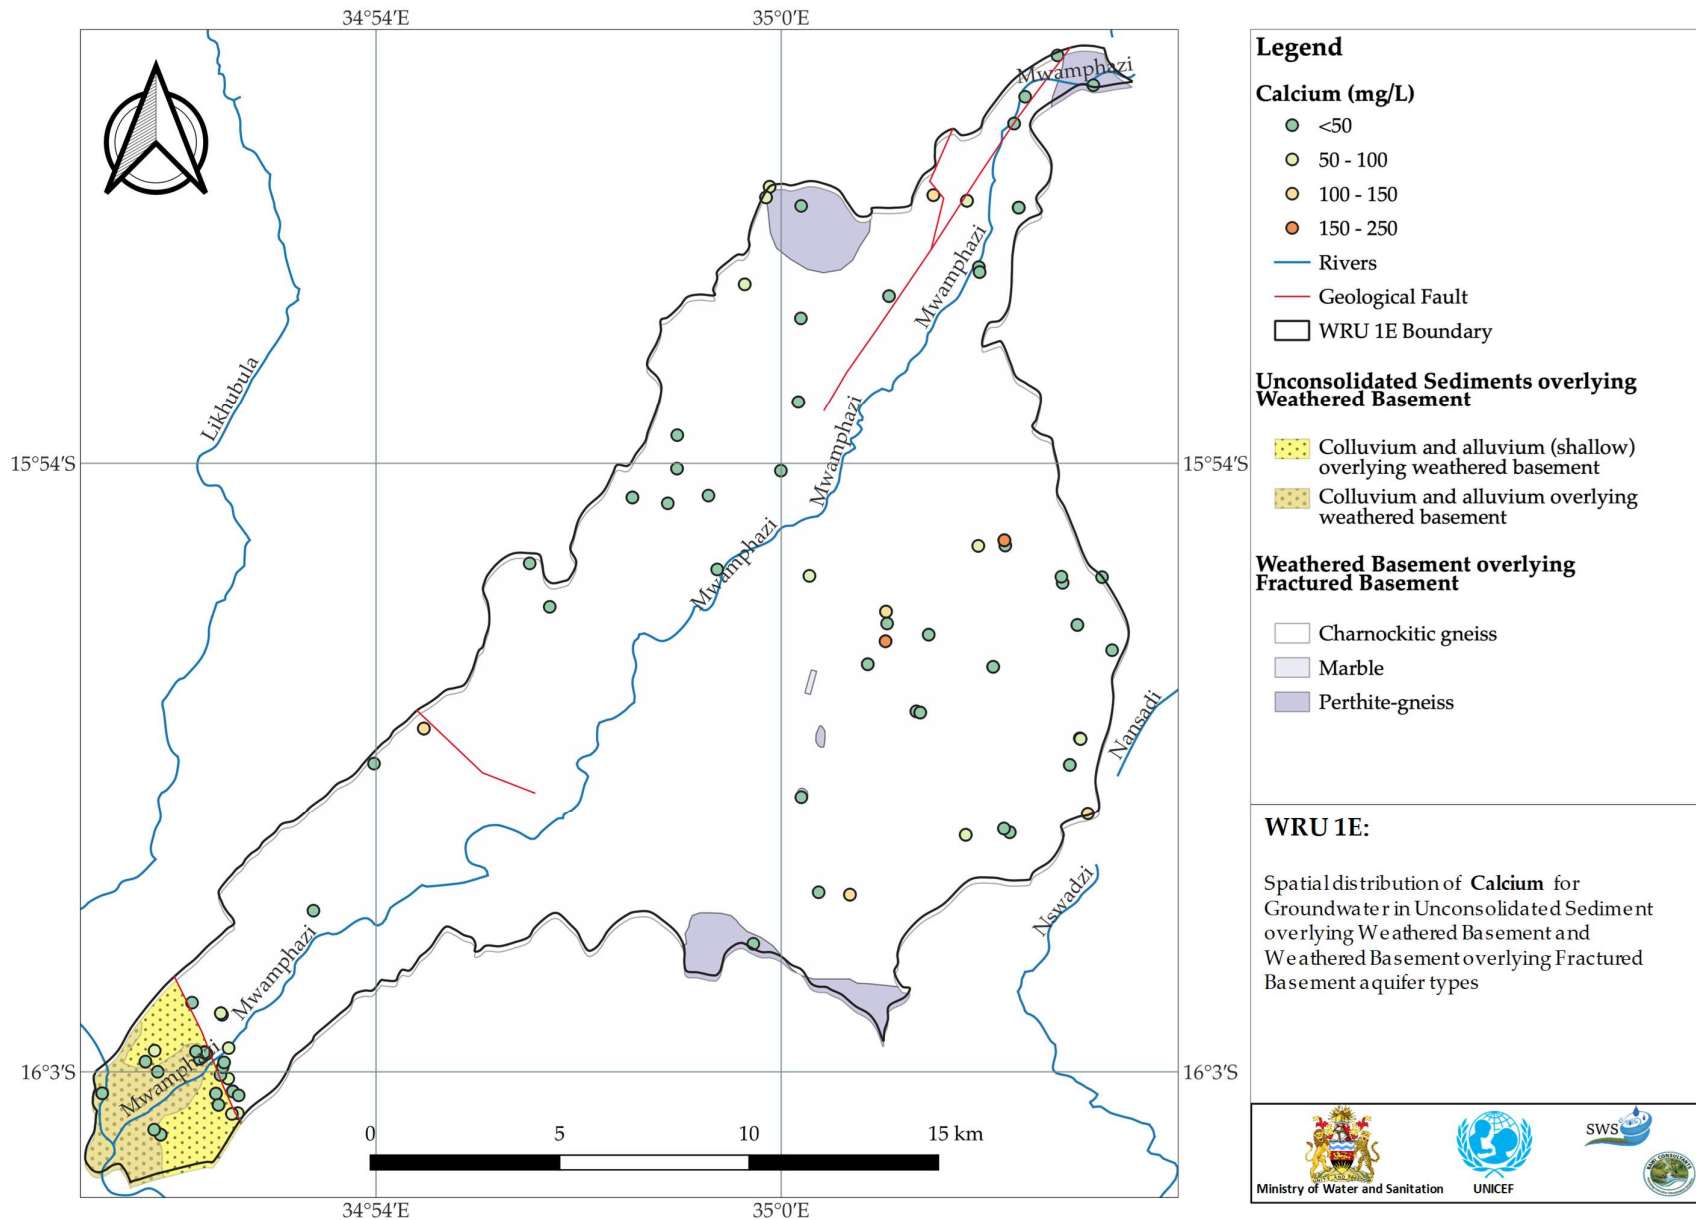 34°54′E
35°0′E
Mwamphazi
Mwamphazi
Likhubula
Mwamphazi
15°54′S
15°54′S
Mwamphazi
Nansadi
Nswadzi
Mwamphazi
Mwamphazi
16°3′S
16°3′S
0
5
10
15 km
34°54′E
35°0′E
Legend
Calcium (mg/L)
<50
50 - 100
100 - 150
150 - 250
Rivers
Geological Fault
WRU 1E Boundary
Unconsolidated Sediments overlying
Weathered Basement
Colluvium and alluvium (shallow)
overlying weathered basement
Colluvium and alluvium overlying
weathered basement
Weathered Basement overlying
Fractured Basement
Charnockitic gneiss
Marble
Perthite-gneiss
WRU 1E:
Spatial distribution of Calcium for
Groundwater in Unconsolidated Sediment
overlying Weathered Basement and
Weathered Basement overlying Fractured
Basement aquifer types
SWS
Ministry of Water and Sanitation
UNICEF